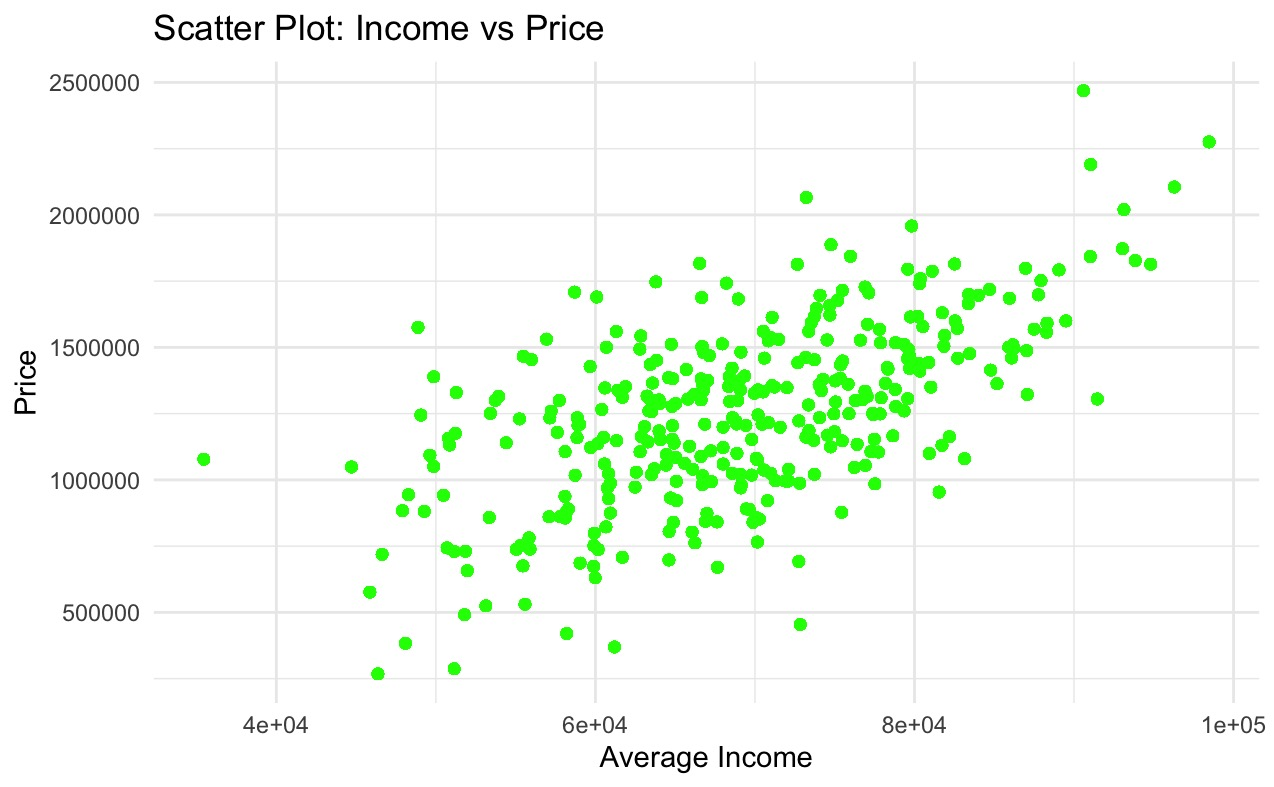 Scatter Plot: Income vs Price
2500000
2000000
1500000
1000000
500000
Price
4e+04
6e+04
8e+04
1e+05
Average Income